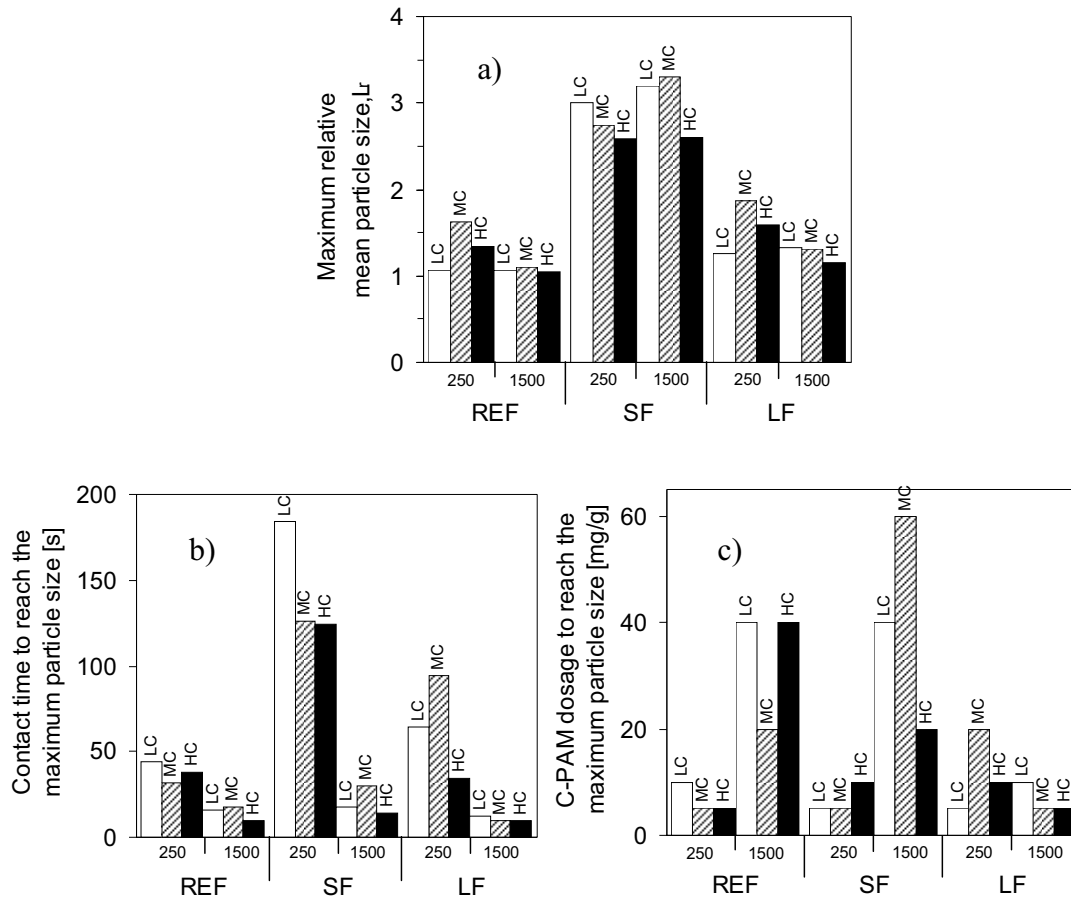 a)
Maximum relative
mean particle size,Lr
4
3
2
1
0
LC
MC
HC
LC
MC
HC
LC
MC
HC
LC
MC
HC
LC
MC
HC
LC
MC
HC
250 1500 250 1500 250 1500
REF SF LF
b)
Contact time to reach the
maximum particle size [s]
200
150
100
50
0
LC
MC
HC
LC
MC
HC
LC
MC
HC
LC
MC
HC
LC
MC
HC
LC
MC
HC
250 1500 250 1500 250 1500
REF SF LF
c)
C-PAM dosage to reach the
maximum particle size [mg/g]
60
40
20
0
LC
MC
HC
LC
MC
HC
LC
MC
HC
LC
MC
HC
LC
MC
HC
LC
MC
HC
250 1500 250 1500 250 1500
REF SF LF